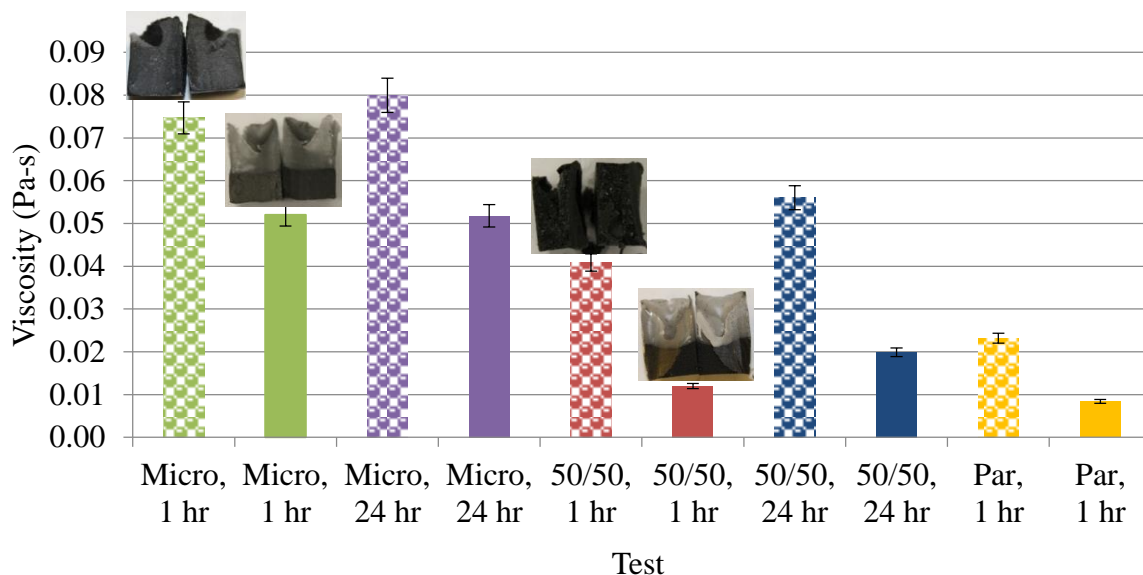 Viscosity (Pa-s)
0.09
0.08
0.07
0.06
0.05
0.04
0.03
0.02
0.01
0.00
Micro, Micro, Micro, Micro, 50/50, 50/50, 50/50, 50/50, Par, Par,
1 hr 1 hr 24 hr 24 hr 1 hr 1 hr 24 hr 24 hr 1 hr 1 hr
Test